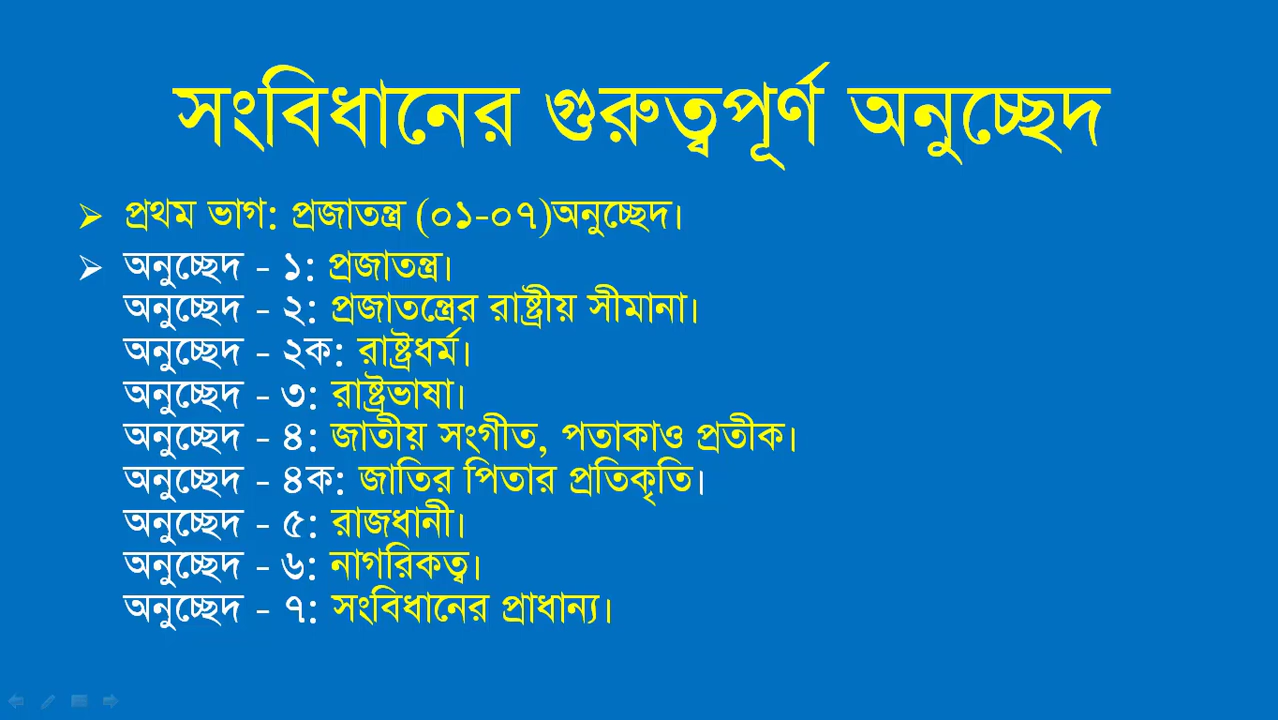 সংবিধানের গুরুত্বপূর্ণ অনুচ্ছেদ
প্রথম ভাগ: প্রজাতন্ত্র (০১-০৭)অনুচ্ছেদ।
অনুচ্ছেদ - ১: প্রজাতন্ত্র।
অনুচ্ছেদ - ২: প্রজাতন্ত্রের রাষ্ট্রীয় সীমানা।
অনুচ্ছেদ - ২ক: রাষ্ট্রধর্ম।
অনুচ্ছেদ - ৩: রাষ্ট্রভাষা।
অনুচ্ছেদ - ৪: জাতীয় সংগীত, পতাকাও প্রতীক।
অনুচ্ছেদ - ৪ক: জাতির পিতার প্রতিকৃতি।
অনুচ্ছেদ - ৫: রাজধানী।
অনুচ্ছেদ - ৬: নাগরিকত্ব।
অনুচ্ছেদ - ৭: সংবিধানের প্রাধান্য।